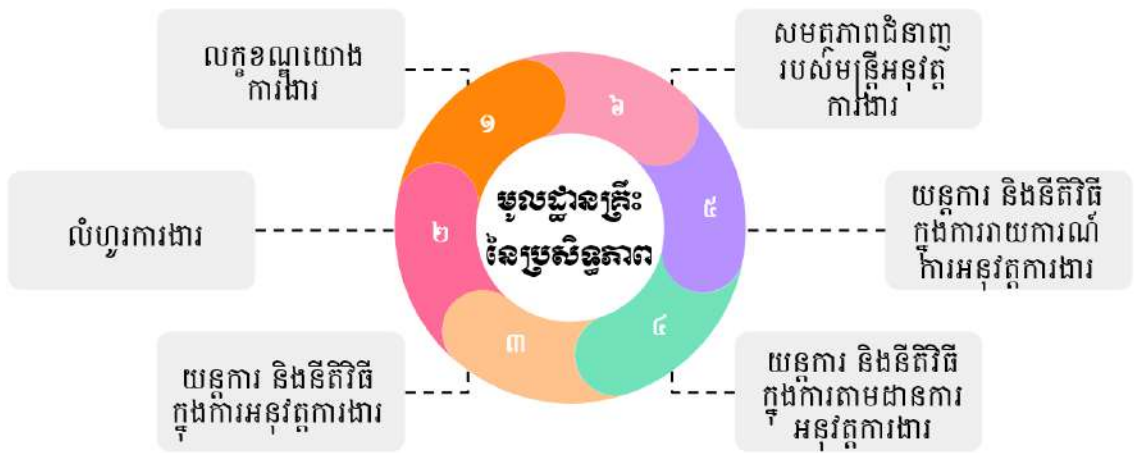 លក្ខខណ្ឌយោង
ការងារ
១
លំហូរការងារ
២
យន្តការ និងនីតិវិធី
ក្នុងការអនុវត្តការងារ
៣
យន្តការ និងនីតិវិធី
ក្នុងការតាមដានការ
អនុវត្តការងារ
៤
យន្តការ និងនីតិវិធី
ក្នុងការរាយការណ៍
ការអនុវត្តការងារ
៥
សមត្ថភាពជំនាញ
របស់មន្ត្រីអនុវត្ត
ការងារ
៦
មូលដ្ឋានគ្រឹះ
នៃប្រសិទ្ធភាព